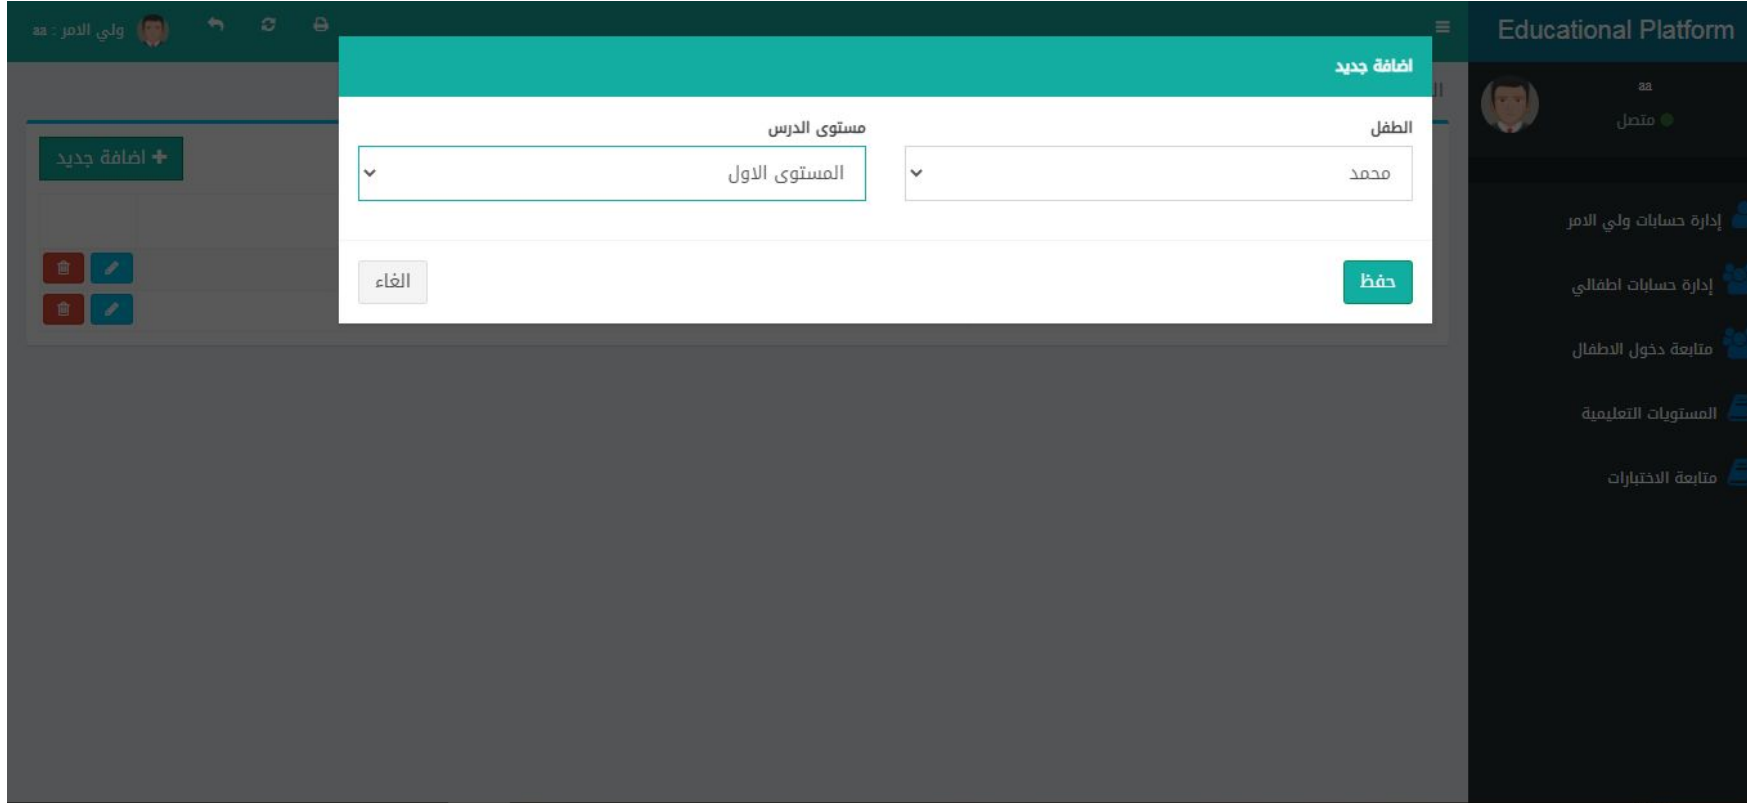 Educational Platform
ولي الامر : aa
aa
متصل
اضافة جديد
الطفل
مستوى الدرس
محمد
المستوى الاول
حفظ
الغاء
اضافة جديد
إدارة حسابات ولي الامر
إدارة حسابات اطفالي
متابعة دخول الاطفال
المستويات التعليمية
متابعة الاختبارات